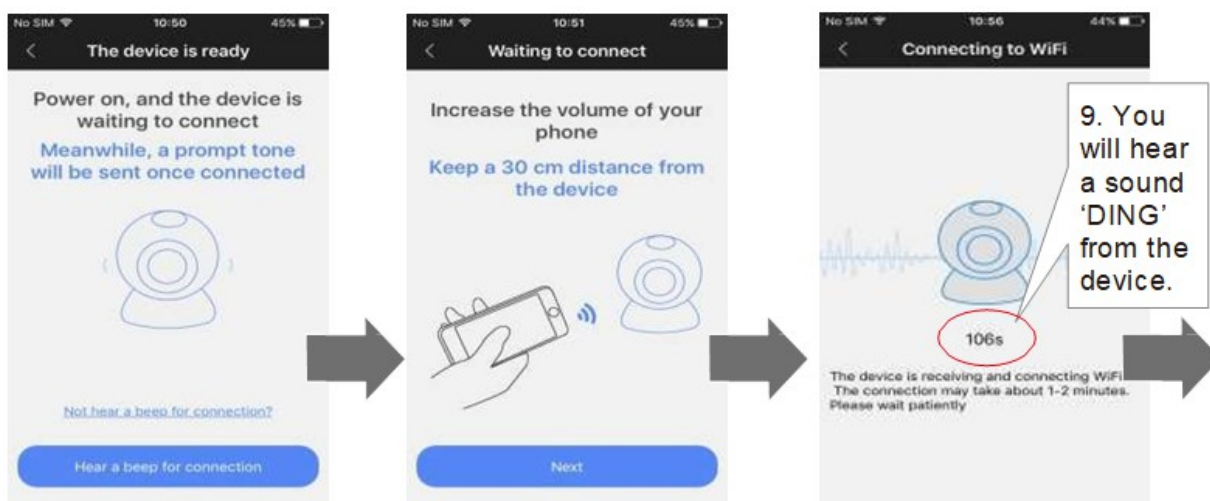 No SIM 10:50 45%
The device is ready
Power on, and the device is
waiting to connect
Meanwhile, a prompt tone
will be sent once connected
Not hear a beep for connection?
Hear a beep for connection
No SIM 10:51 45%
Waiting to connect
Increase the volume of your
phone
Keep a 30 cm distance from
the device
Next
No SIM 10:56 44%
Connecting to WiFi
9. You
will hear
a sound
‘DING’
from the
device.
106s
The device is receiving and connecting WiFi
The connection may take about 1-2 minutes.
Please wait patiently